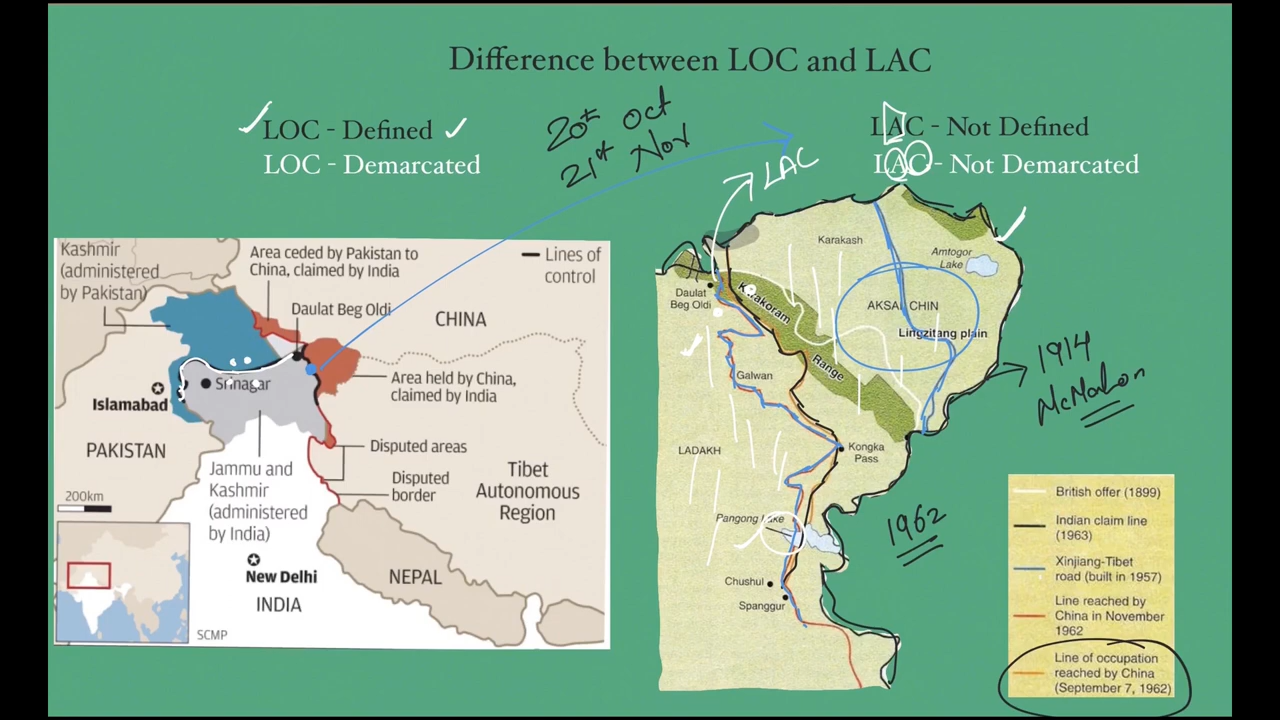 Difference between LOC and LAC
LOC - Defined
LOC - Demarcated
20th oct
21st Nov
LAC - Not Defined
LAC - Not Demarcated
LAC
Kashmir
(administered
by Pakistan)
Area ceded by Pakistan to
China, claimed by India
Lines of
control
Daulat Beg Oldi
CHINA
Srinagar
Islamabad
Area held by China,
claimed by India
PAKISTAN
Disputed areas
Jammu and
Kashmir
(administered
by India)
Disputed
border
Tibet
Autonomous
Region
200km
New Delhi
INDIA
NEPAL
SCMP
Karakash
Amtogor
Lake
Daulat
Beg Oldi
Karakoram
Range
AKSAI CHIN
Lingzitang plain
Galwan
LADAKH
Kongka
Pass
Pangong Lake
Chushul
Spanggur
1914
McMahon
1962
British offer (1899)
Indian claim line
(1963)
Xinjiang-Tibet
road (built in 1957)
Line reached by
China in November
1962
Line of occupation
reached by China
(September 7, 1962)